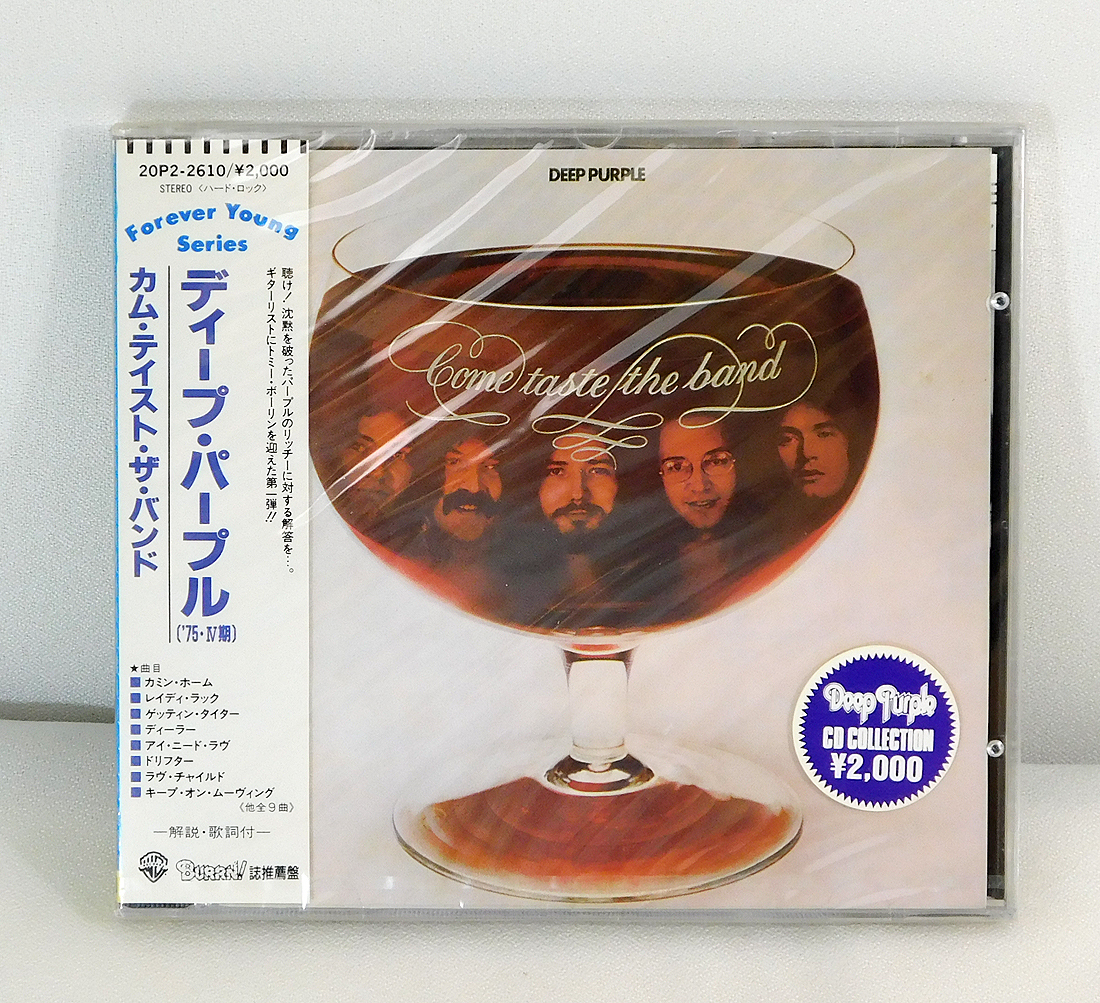 20P2-2610/¥2,000
STEREO〈ハード・ロック〉
Forever Young
Series
聴け! 沈黙を破ったパープルのリッチーに対する解答を…。
ギターリストにトミー・ボーリンを迎えた第一弾!!
ディープ・パープル
('75・Ⅳ期)
カム・テイスト・ザ・バンド
★曲目
カミン・ホーム
レイディ・ラック
ゲッティン・タイター
ディーラー
アイ・ニード・ラヴ
ドリフター
ラヴ・チャイルド
キープ・オン・ムーヴィング
〈他全9曲〉
—解説・歌詞付—
BURRN! 誌推薦盤
DEEP PURPLE
Come taste the band
Deep Purple
CD COLLECTION
¥2,000